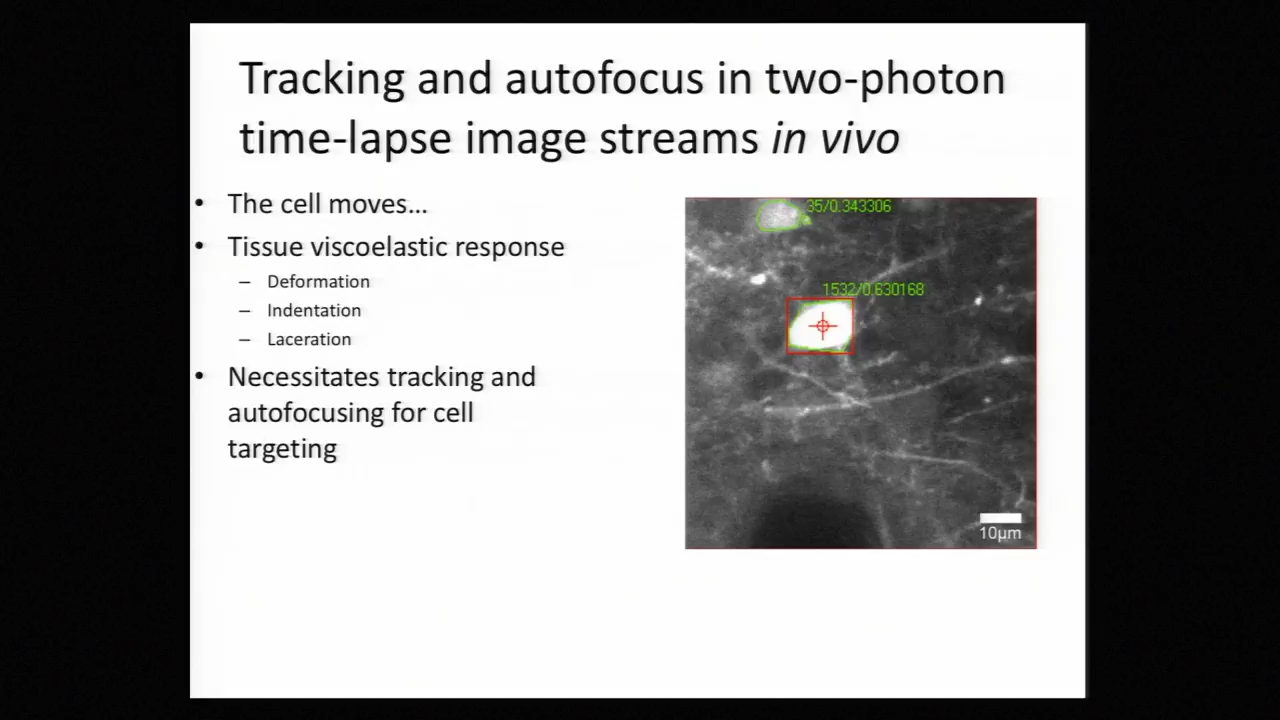 Tracking and autofocus in two-photon
time-lapse image streams in vivo
• The cell moves...
• Tissue viscoelastic response
– Deformation
– Indentation
– Laceration
• Necessitates tracking and
autofocusing for cell
targeting
35/0.343306
1532/0.630168
10µm